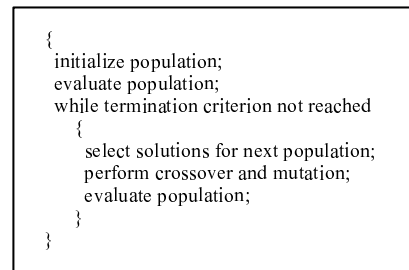 {
initialize population;
evaluate population;
while termination criterion not reached
{
select solutions for next population;
perform crossover and mutation;
evaluate population;
}
}